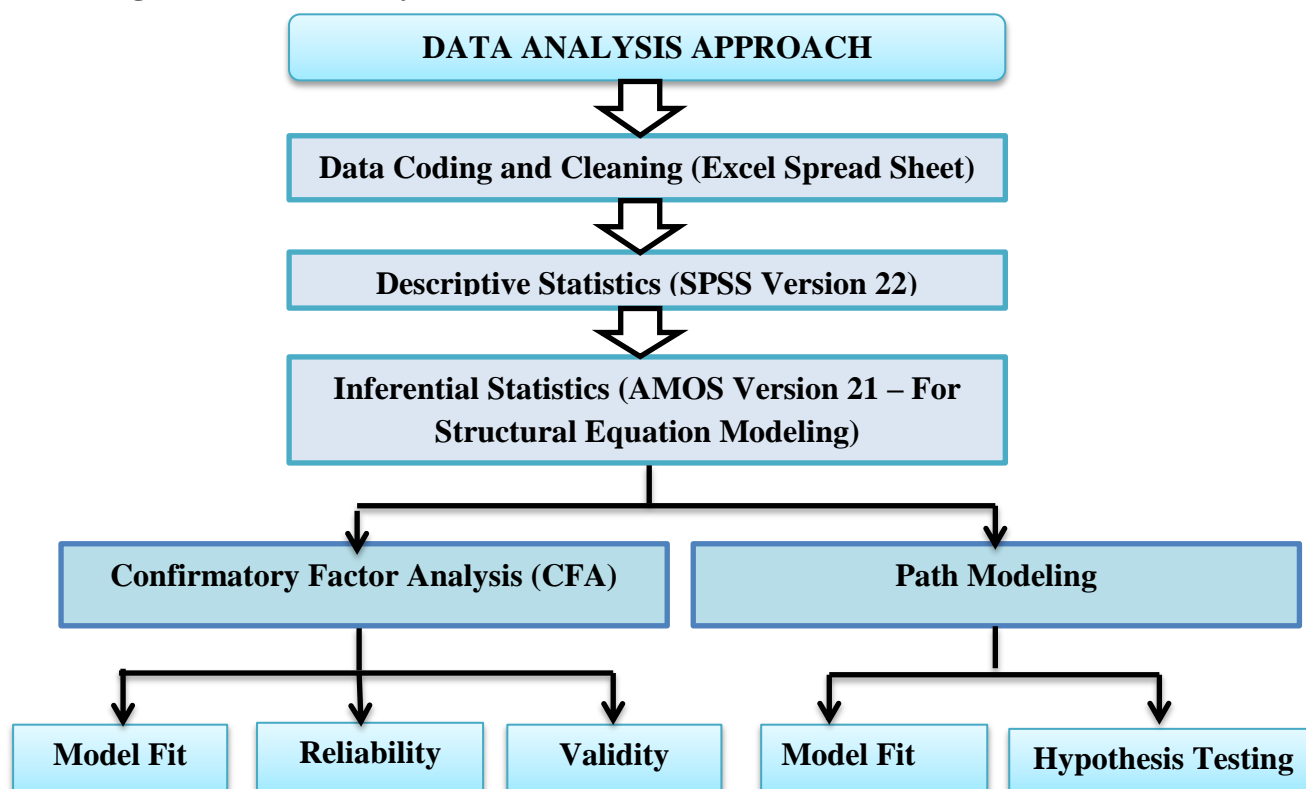 DATA ANALYSIS APPROACH
Data Coding and Cleaning (Excel Spread Sheet)
Descriptive Statistics (SPSS Version 22)
Inferential Statistics (AMOS Version 21 – For
Structural Equation Modeling)
Confirmatory Factor Analysis (CFA)
Path Modeling
Model Fit
Reliability
Validity
Model Fit
Hypothesis Testing